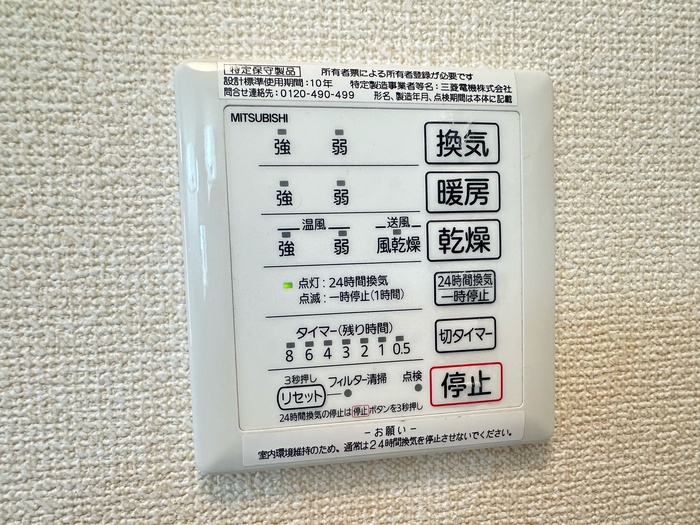 特定保守製品 所有者票による所有者登録が必要です
設計標準使用期間：10年 特定製造事業者等名：三菱電機株式会社
問合せ連絡先：0120-490-499 形名、製造年月、点検期間は本体に記載
MITSUBISHI
強 弱 換気
強 弱 暖房
温風 送風
強 弱 風乾燥 乾燥
点灯：24時間換気
点滅：一時停止(1時間)
24時間換気
一時停止
タイマー(残り時間)
8 6 4 3 2 1 0.5
切タイマー
3秒押し
リセット フィルター清掃 点検
停止
24時間換気の停止は停止ボタンを3秒押し
－お願い－
室内環境維持のため、通常は24時間換気を停止させないでください。